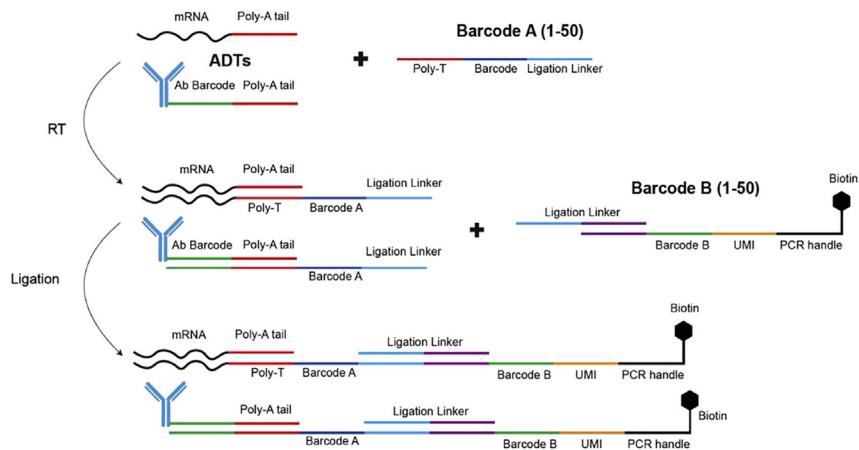 mRNA Poly-A tail
Barcode A (1-50)
ADTs
Ab Barcode Poly-A tail
Poly-T Barcode Ligation Linker
RT
mRNA Poly-A tail
Ligation Linker
Poly-T Barcode A
Biotin
Barcode B (1-50)
Ligation Linker
Barcode B UMI PCR handle
Ab Barcode Poly-A tail
Ligation Linker
Barcode A
Ligation
mRNA Poly-A tail
Ligation Linker
Biotin
Poly-T Barcode A Barcode B UMI PCR handle
Poly-A tail
Ligation Linker
Biotin
Barcode A Barcode B UMI PCR handle